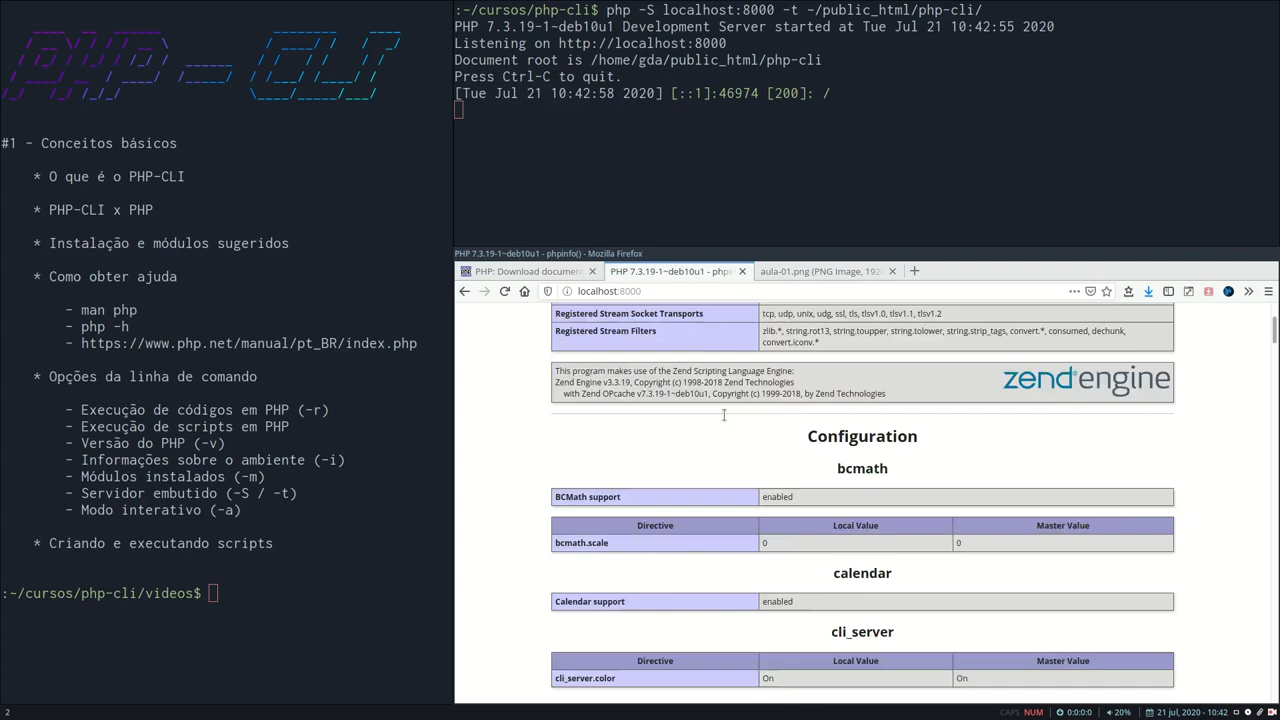 PHP-CLI
#1 - Conceitos básicos
* O que é o PHP-CLI
* PHP-CLI x PHP
* Instalação e módulos sugeridos
* Como obter ajuda
- man php
- php -h
- https://www.php.net/manual/pt_BR/index.php
* Opções da linha de comando
- Execução de códigos em PHP (-r)
- Execução de scripts em PHP
- Versão do PHP (-v)
- Informações sobre o ambiente (-i)
- Módulos instalados (-m)
- Servidor embutido (-S / -t)
- Modo interativo (-a)
* Criando e executando scripts
:~/cursos/php-cli/videos$
:~/cursos/php-cli$ php -S localhost:8000 -t ~/public_html/php-cli/
PHP 7.3.19-1~deb10u1 Development Server started at Tue Jul 21 10:42:55 2020
Listening on http://localhost:8000
Document root is /home/gda/public_html/php-cli
Press Ctrl-C to quit.
[Tue Jul 21 10:42:58 2020] [::1]:46974 [200]: /
PHP 7.3.19-1~deb10u1 - phpinfo() - Mozilla Firefox
PHP: Download document PHP 7.3.19-1~deb10u1 - phpin aula-01.png (PNG Image, 192
localhost:8000
Registered Stream Socket Transports tcp, udp, unix, udg, ssl, tls, tlsv1.0, tlsv1.1, tlsv1.2
Registered Stream Filters zlib.*, string.rot13, string.toupper, string.tolower, string.strip_tags, convert.*, consumed, dechunk,
convert.iconv.*
This program makes use of the Zend Scripting Language Engine:
Zend Engine v3.3.19, Copyright (c) 1998-2018 Zend Technologies
with Zend OPcache v7.3.19-1~deb10u1, Copyright (c) 1999-2018, by Zend Technologies
zend engine
Configuration
bcmath
BCMath support enabled
Directive Local Value Master Value
bcmath.scale 0 0
calendar
Calendar support enabled
cli_server
Directive Local Value Master Value
cli_server.color On On
2 CAPS NUM 0:0:0:0 20% 21 jul, 2020 - 10:42